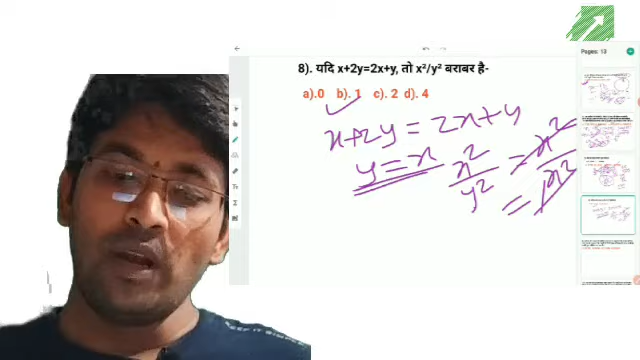 Pages: 13
8). यदि x+2y=2x+y, तो x²/y² बराबर है-
a).0 b). 1 c). 2 d). 4
x+2y = 2x+y
y = x
x²/y² = x²/x²
= 1